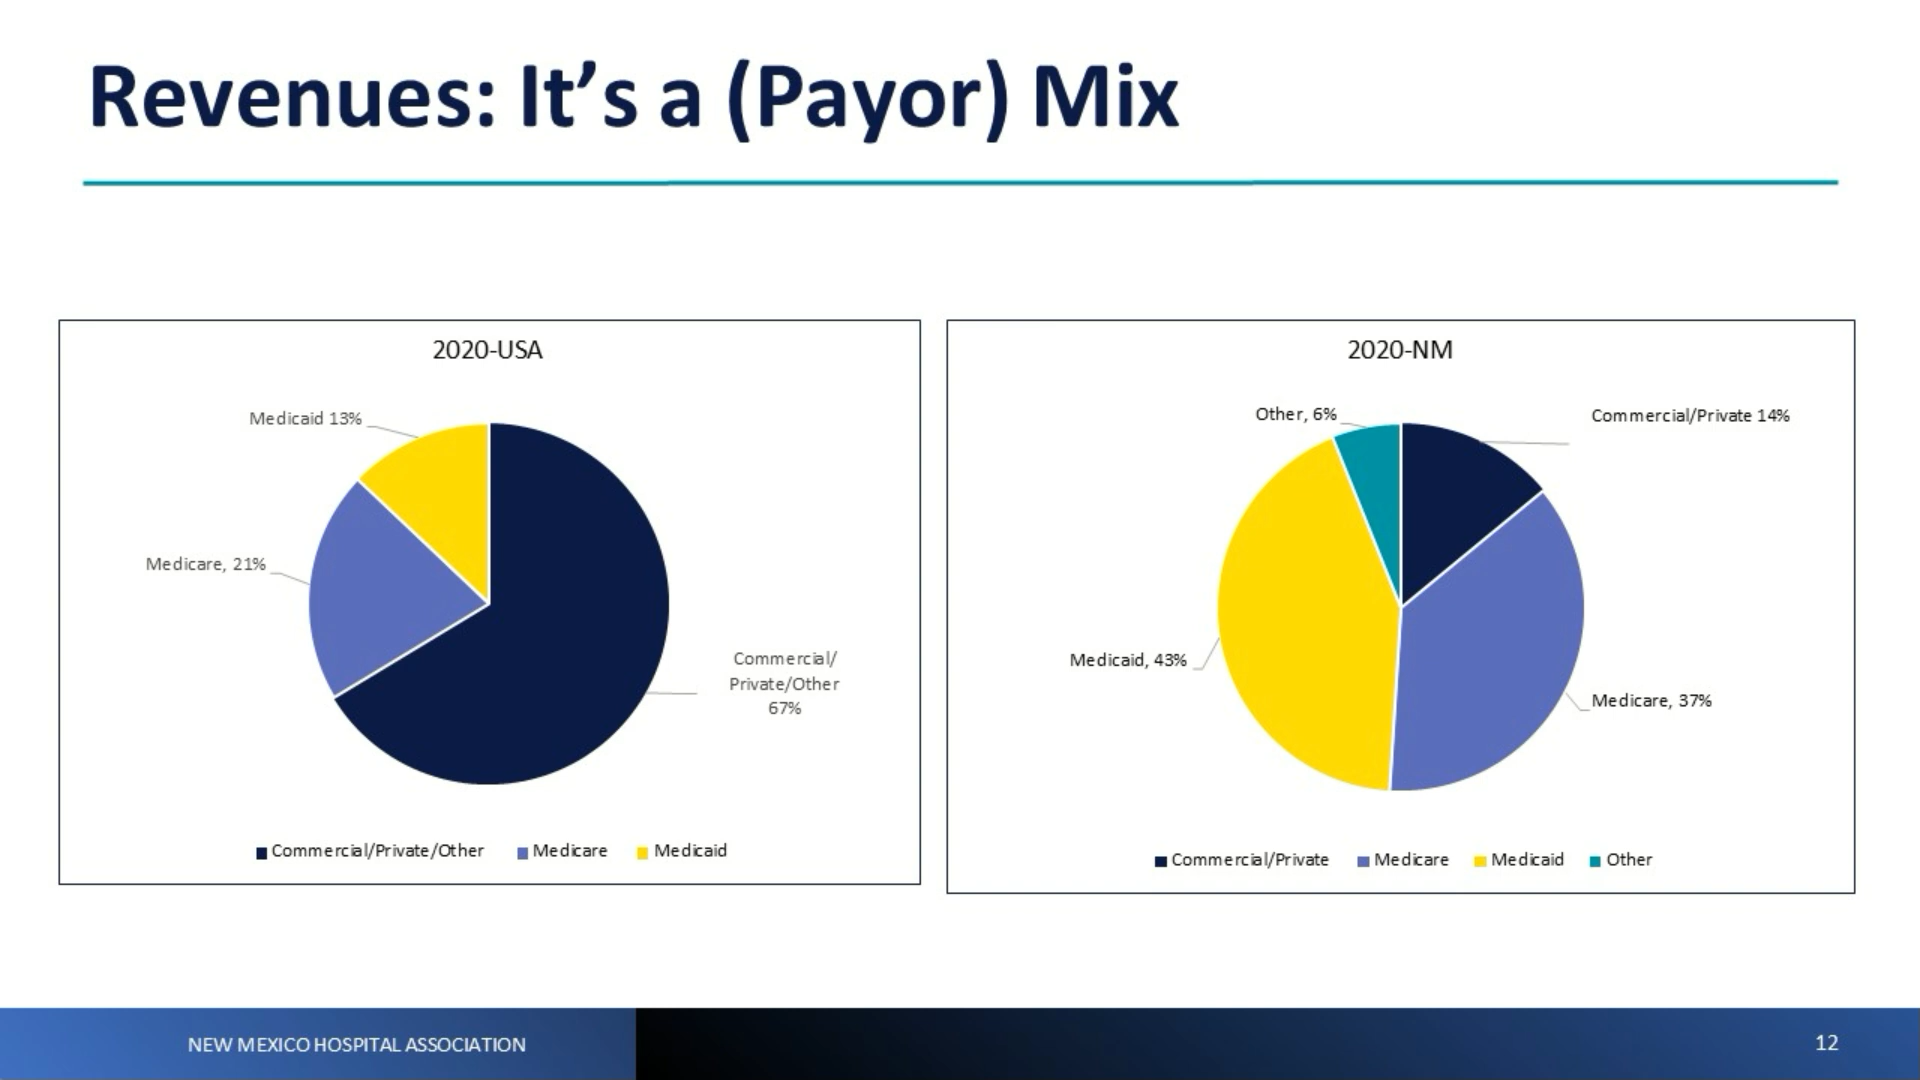 Revenues: It’s a (Payor) Mix
2020-USA
Medicaid 13%
Medicare, 21%
Commercial/
Private/Other
67%
Commercial/Private/Other Medicare Medicaid
2020-NM
Other, 6%
Commercial/Private 14%
Medicaid, 43%
Medicare, 37%
Commercial/Private Medicare Medicaid Other
NEW MEXICO HOSPITAL ASSOCIATION
12